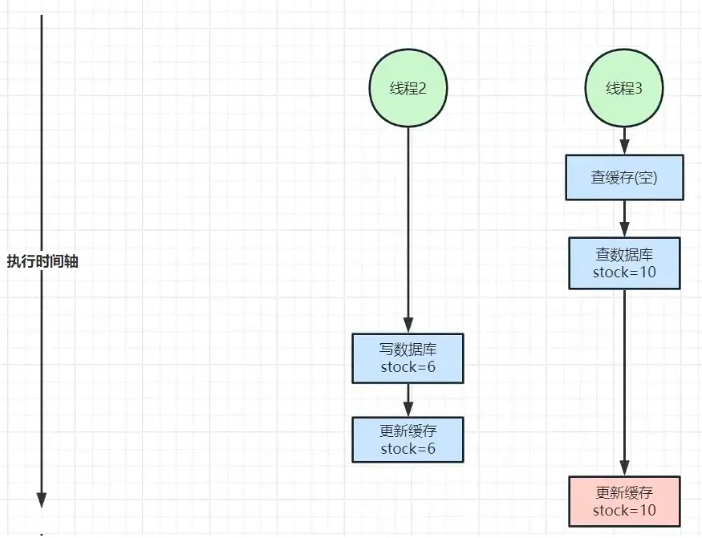 线程2
线程3
查缓存(空)
查数据库
stock=10
执行时间轴
写数据库
stock=6
更新缓存
stock=6
更新缓存
stock=10